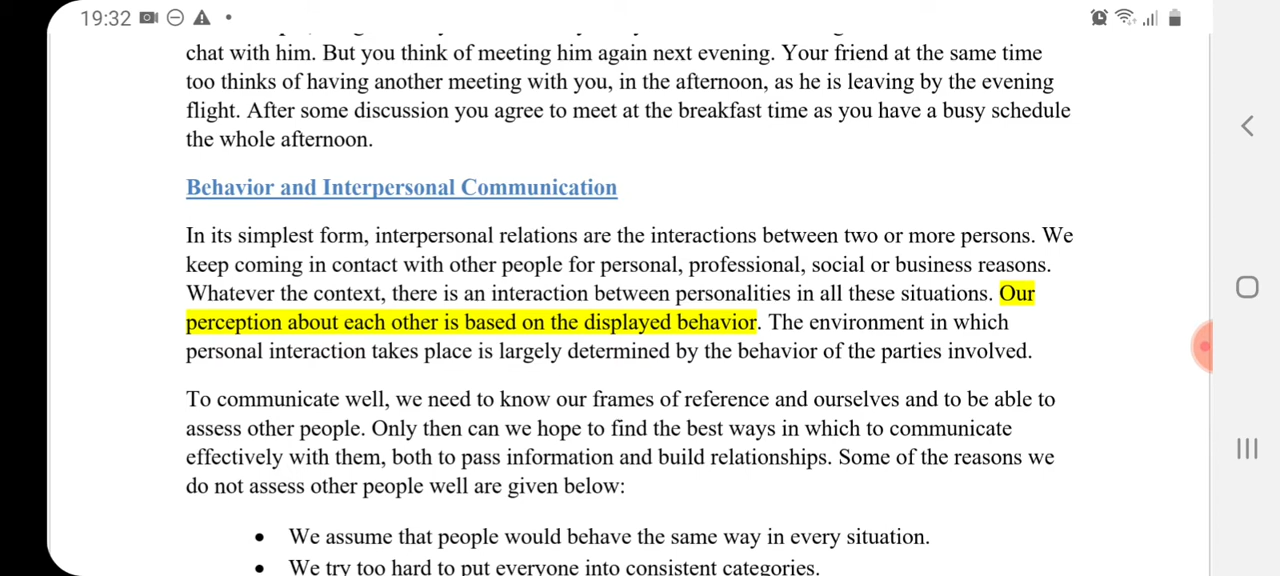 19:32
chat with him. But you think of meeting him again next evening. Your friend at the same time
too thinks of having another meeting with you, in the afternoon, as he is leaving by the evening
flight. After some discussion you agree to meet at the breakfast time as you have a busy schedule
the whole afternoon.
Behavior and Interpersonal Communication
In its simplest form, interpersonal relations are the interactions between two or more persons. We
keep coming in contact with other people for personal, professional, social or business reasons.
Whatever the context, there is an interaction between personalities in all these situations. Our
perception about each other is based on the displayed behavior. The environment in which
personal interaction takes place is largely determined by the behavior of the parties involved.
To communicate well, we need to know our frames of reference and ourselves and to be able to
assess other people. Only then can we hope to find the best ways in which to communicate
effectively with them, both to pass information and build relationships. Some of the reasons we
do not assess other people well are given below:
• We assume that people would behave the same way in every situation.
• We try too hard to put everyone into consistent categories.